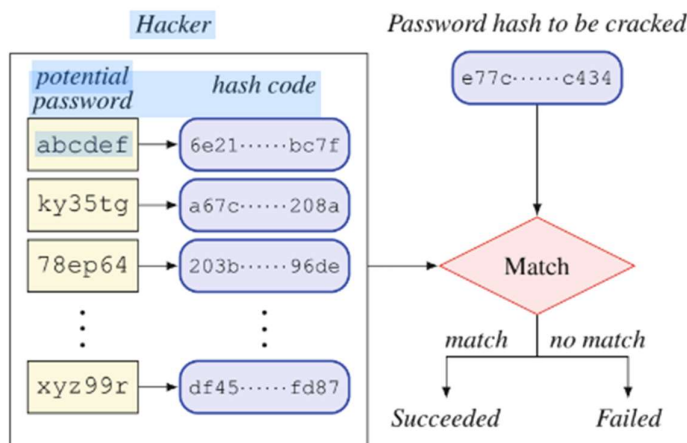 Hacker
Password hash to be cracked
potential
password
hash code
e77c······c434
abcdef
6e21······bc7f
ky35tg
a67c······208a
78ep64
203b······96de
Match
match
no match
xyz99r
df45······fd87
Succeeded
Failed